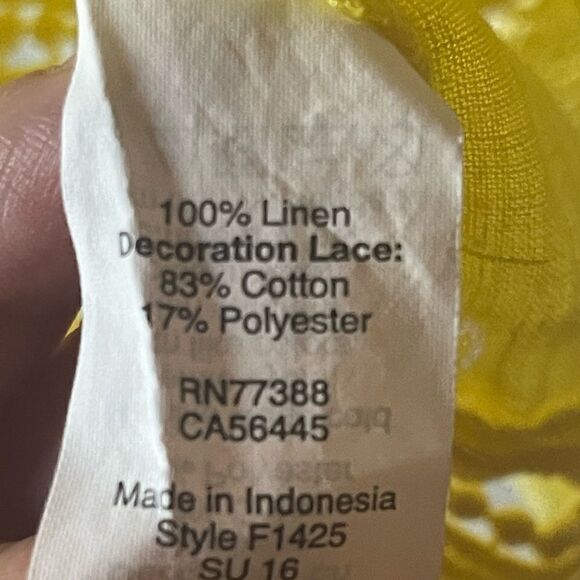 100% Linen
Decoration Lace:
83% Cotton
17% Polyester
RN77388
CA56445
Made in Indonesia
Style F1425
SU 16